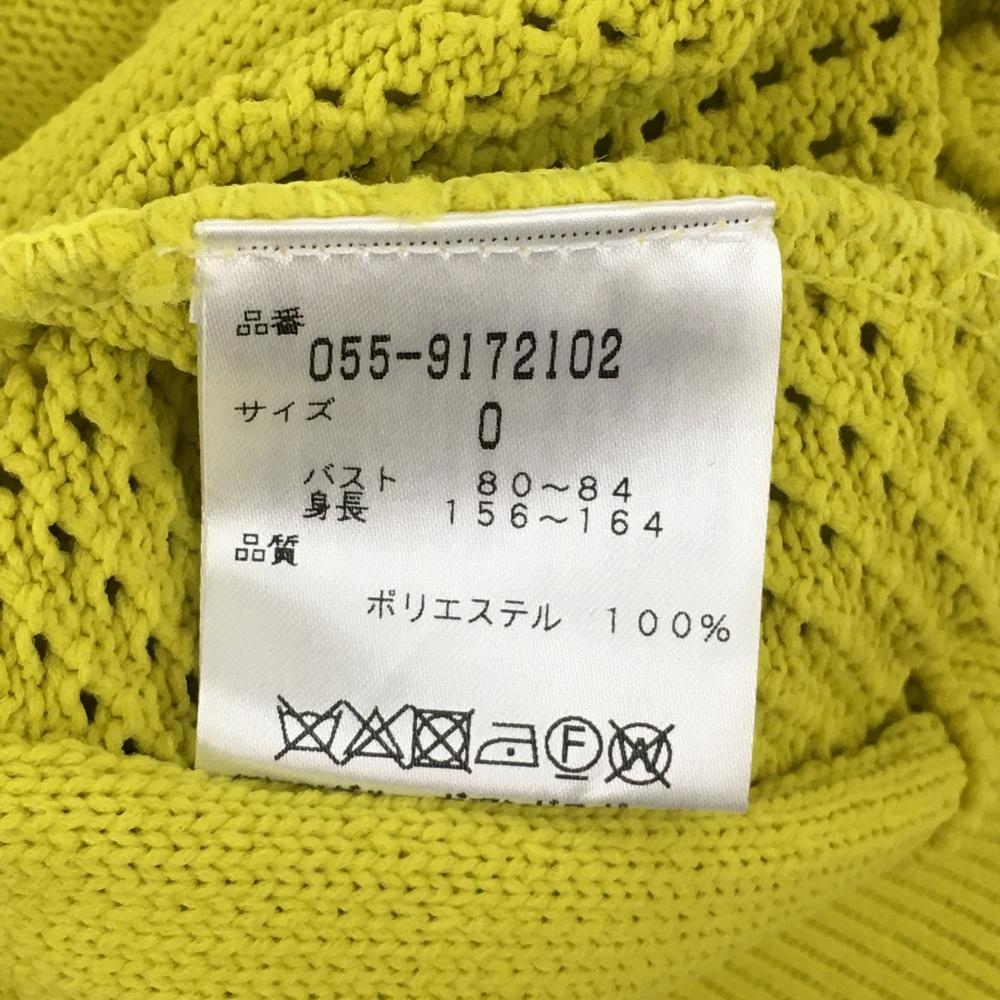 品番
055-9172102
サイズ
0
バスト 80～84
身長 156～164
品質
ポリエステル 100%
F W